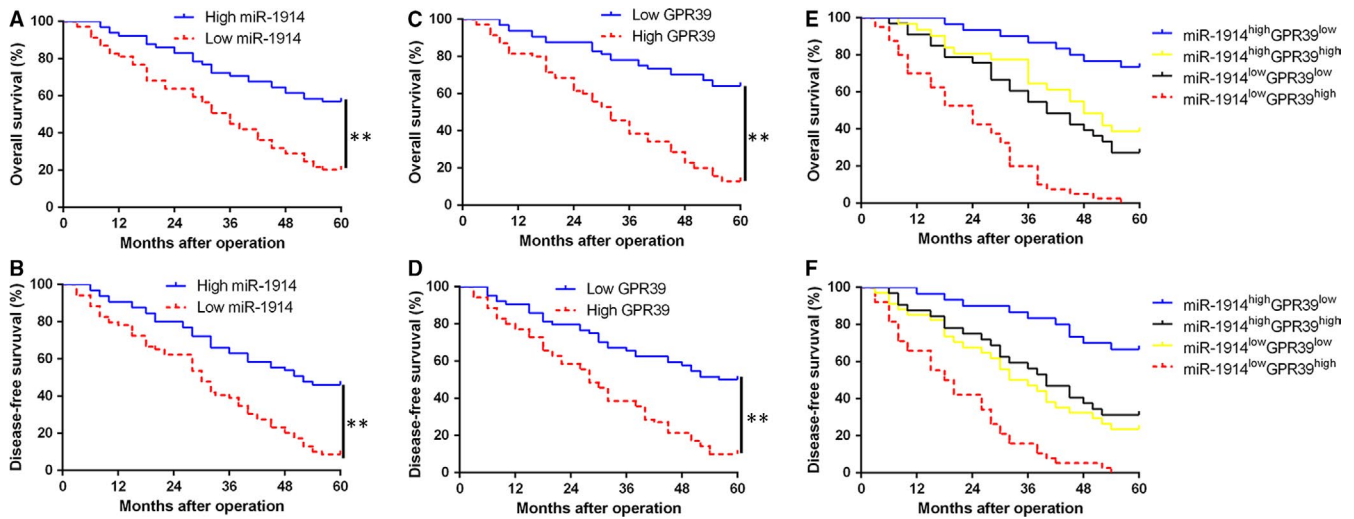 A
High miR-1914
Low miR-1914
Overall survival (%)
100
80
60
40
20
0
0 12 24 36 48 60
Months after operation
**
C
Low GPR39
High GPR39
Overall survival (%)
100
80
60
40
20
0
0 12 24 36 48 60
Months after operation
**
E
miR-1914highGPR39low
miR-1914highGPR39high
miR-1914lowGPR39low
miR-1914lowGPR39high
Overall survival (%)
100
80
60
40
20
0
0 12 24 36 48 60
Months after operation
B
High miR-1914
Low miR-1914
Disease-free survuval (%)
100
80
60
40
20
0
0 12 24 36 48 60
Months after operation
**
D
Low GPR39
High GPR39
Disease-free survuval (%)
100
80
60
40
20
0
0 12 24 36 48 60
Months after operation
**
F
miR-1914highGPR39low
miR-1914highGPR39high
miR-1914lowGPR39low
miR-1914lowGPR39high
Disease-free survuval (%)
100
80
60
40
20
0
0 12 24 36 48 60
Months after operation